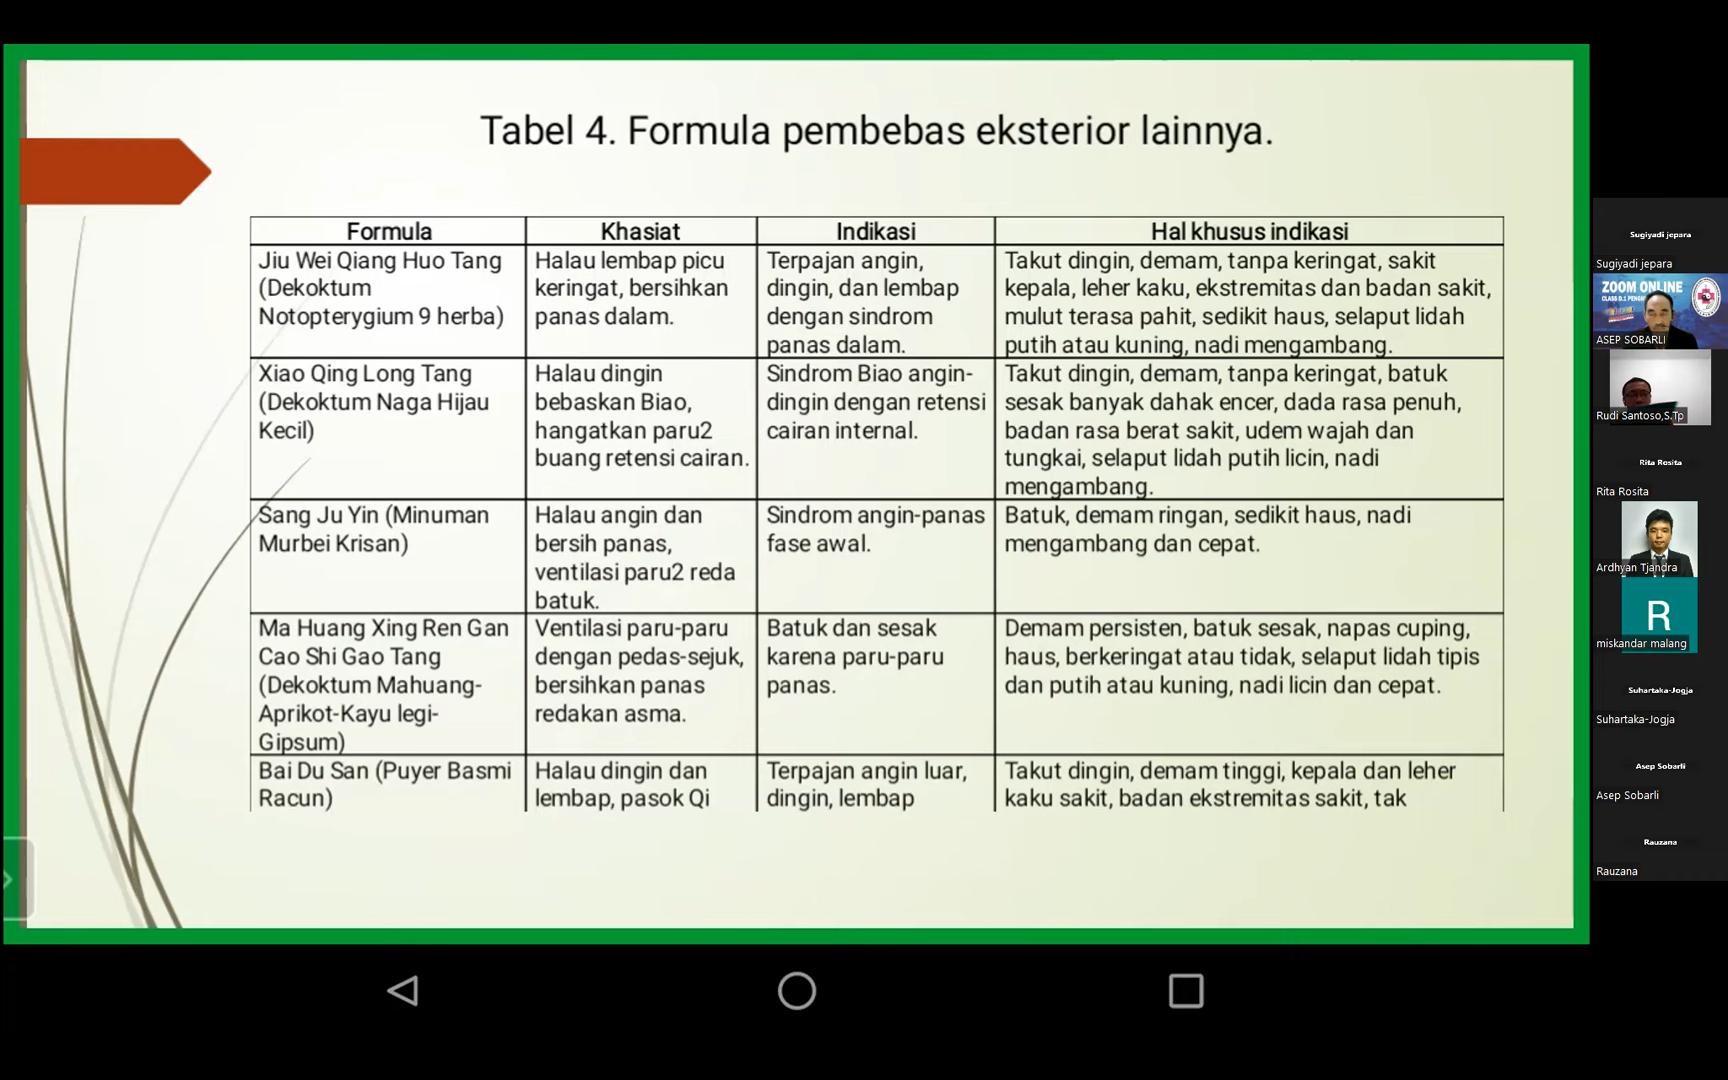 Tabel 4. Formula pembebas eksterior lainnya.
Formula
Khasiat
Indikasi
Hal khusus indikasi
Jiu Wei Qiang Huo Tang
(Dekoktum
Notopterygium 9 herba)
Halau lembap picu
keringat, bersihkan
panas dalam.
Terpajan angin,
dingin, dan lembap
dengan sindrom
panas dalam.
Takut dingin, demam, tanpa keringat, sakit
kepala, leher kaku, ekstremitas dan badan sakit,
mulut terasa pahit, sedikit haus, selaput lidah
putih atau kuning, nadi mengambang.
Xiao Qing Long Tang
(Dekoktum Naga Hijau
Kecil)
Halau dingin
bebaskan Biao,
hangatkan paru2
buang retensi cairan.
Sindrom Biao angin-
dingin dengan retensi
cairan internal.
Takut dingin, demam, tanpa keringat, batuk
sesak banyak dahak encer, dada rasa penuh,
badan rasa berat sakit, udem wajah dan
tungkai, selaput lidah putih licin, nadi
mengambang.
Sang Ju Yin (Minuman
Murbei Krisan)
Halau angin dan
bersih panas,
ventilasi paru2 reda
batuk.
Sindrom angin-panas
fase awal.
Batuk, demam ringan, sedikit haus, nadi
mengambang dan cepat.
Ma Huang Xing Ren Gan
Cao Shi Gao Tang
(Dekoktum Mahuang-
Aprikot-Kayu legi-
Gipsum)
Ventilasi paru-paru
dengan pedas-sejuk,
bersihkan panas
redakan asma.
Batuk dan sesak
karena paru-paru
panas.
Demam persisten, batuk sesak, napas cuping,
haus, berkeringat atau tidak, selaput lidah tipis
dan putih atau kuning, nadi licin dan cepat.
Bai Du San (Puyer Basmi
Racun)
Halau dingin dan
lembap, pasok Qi
Terpajan angin luar,
dingin, lembap
Takut dingin, demam tinggi, kepala dan leher
kaku sakit, badan ekstremitas sakit, tak
Sugiyadi jepara
Sugiyadi jepara
ZOOM ONLINE
ASEP SOBARLI
Rudi Santoso,S.Tp
Rita Rosita
Rita Rosita
Ardhyan Tjandra
R
miskandar malang
Suhartaka-Jogja
Suhartaka-Jogja
Asep Sobarli
Asep Sobarli
Rauzana
Rauzana